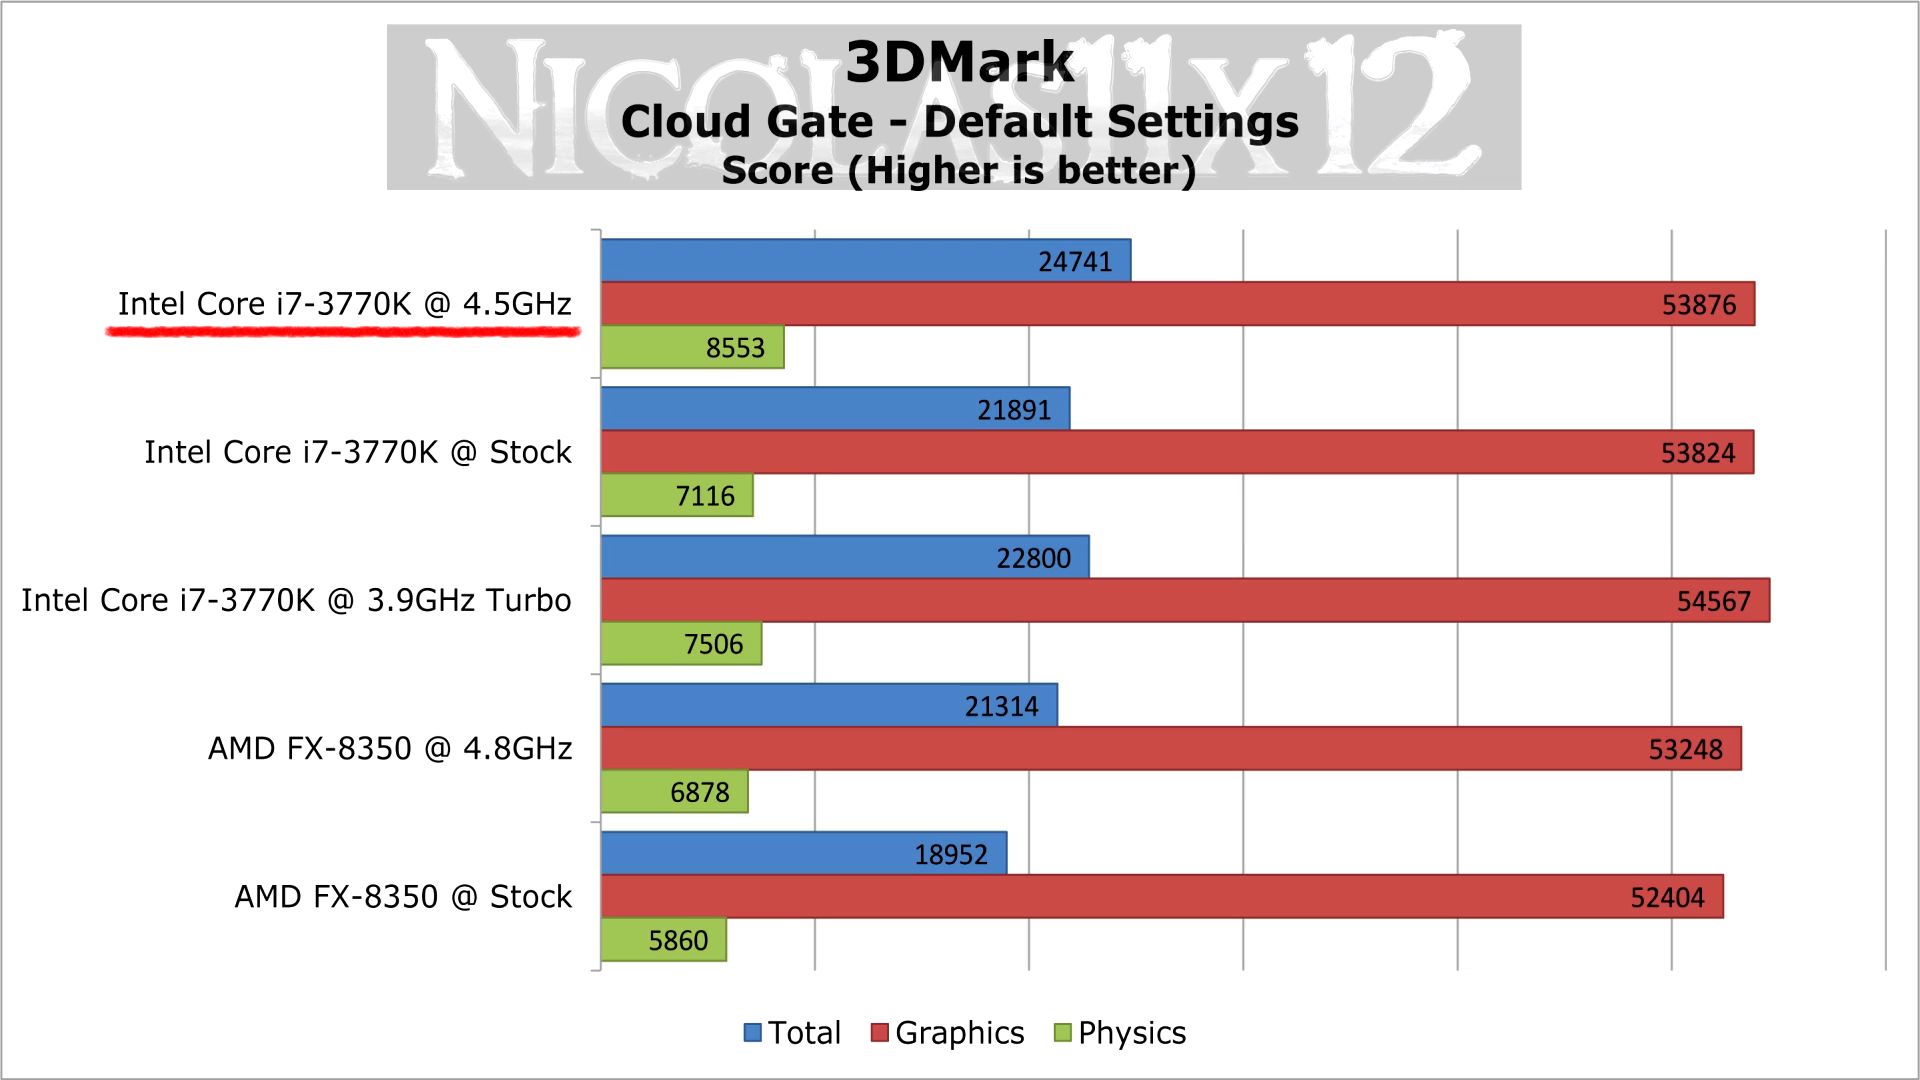 Nicolas11x12
3DMark
Cloud Gate - Default Settings
Score (Higher is better)
Intel Core i7-3770K @ 4.5GHz
24741
53876
8553
Intel Core i7-3770K @ Stock
21891
53824
7116
Intel Core i7-3770K @ 3.9GHz Turbo
22800
54567
7506
AMD FX-8350 @ 4.8GHz
21314
53248
6878
AMD FX-8350 @ Stock
18952
52404
5860
Total Graphics Physics